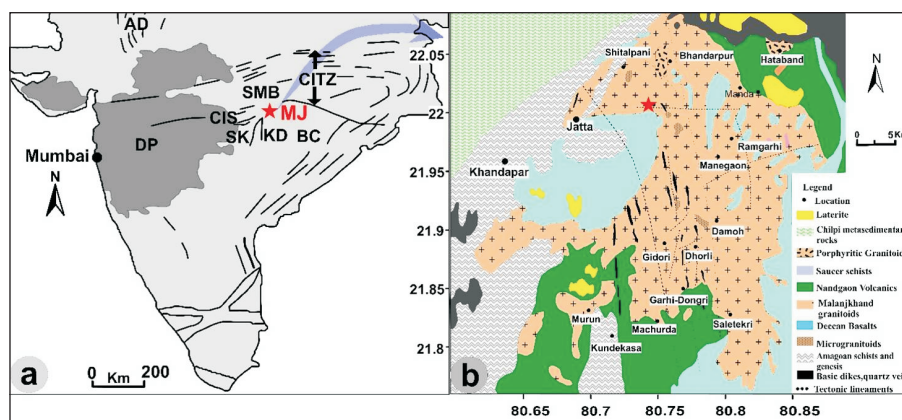 AD
CITZ
SMB
MJ
CIS
SK
KD
BC
DP
Mumbai
N
0
Km
200
a
22.05
22
21.95
21.9
21.85
21.8
Shitalpani
Bhandarpur
Hataband
Manda
Jatta
Ramgarhi
Khandapar
Manegaon
Damoh
Gidori
Dhorli
Garhi-Dongri
Murun
Machurda
Saletekri
Kundekasa
N
0
5Km
Legend
Location
Laterite
Chilpi metasedimentar
rocks
Porphyritic Granitoid
Saucer schists
Nandgaon Volcanics
Malanjkhand
granitoids
Deccan Basalts
Microgranitoids
Amagoan schists and
genesis
Basic dikes,quartz vei
Tectonic lineaments
b
80.65
80.7
80.75
80.8
80.85